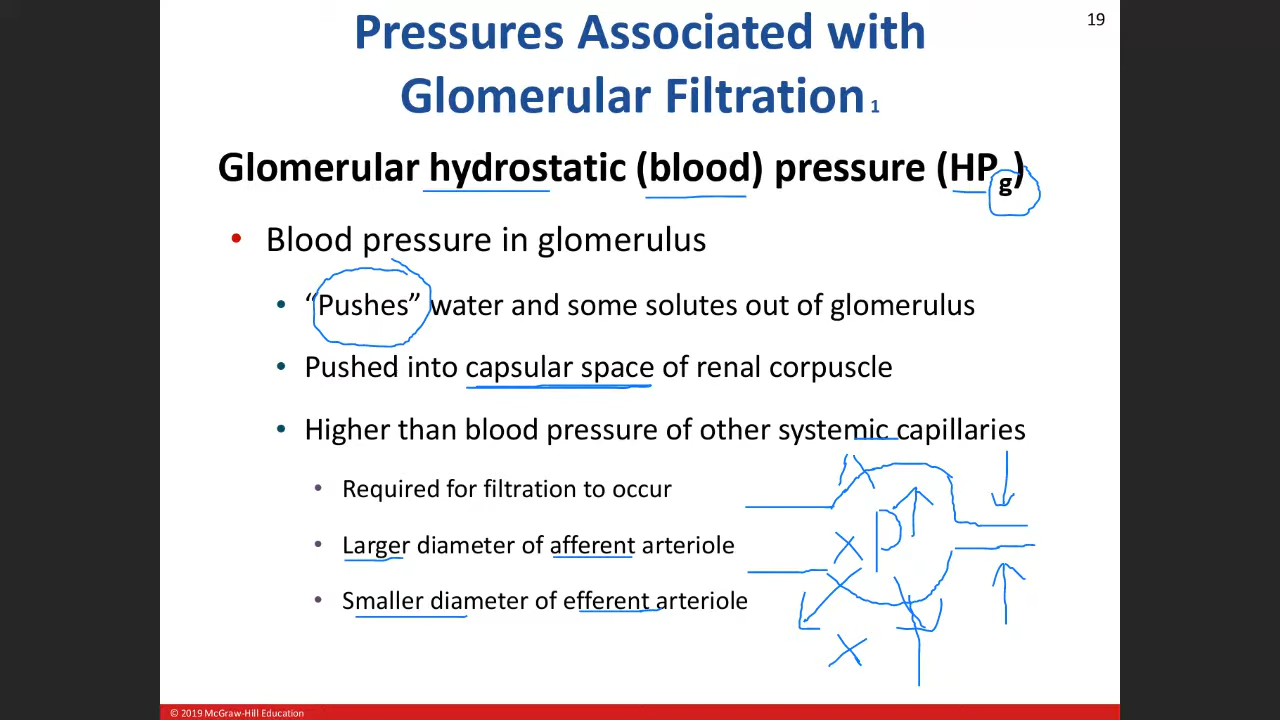 19
Pressures Associated with
Glomerular Filtration 1
Glomerular hydrostatic (blood) pressure (HPg)
• Blood pressure in glomerulus
• “Pushes” water and some solutes out of glomerulus
• Pushed into capsular space of renal corpuscle
• Higher than blood pressure of other systemic capillaries
• Required for filtration to occur
• Larger diameter of afferent arteriole
• Smaller diameter of efferent arteriole
x P↑
x
© 2019 McGraw-Hill Education